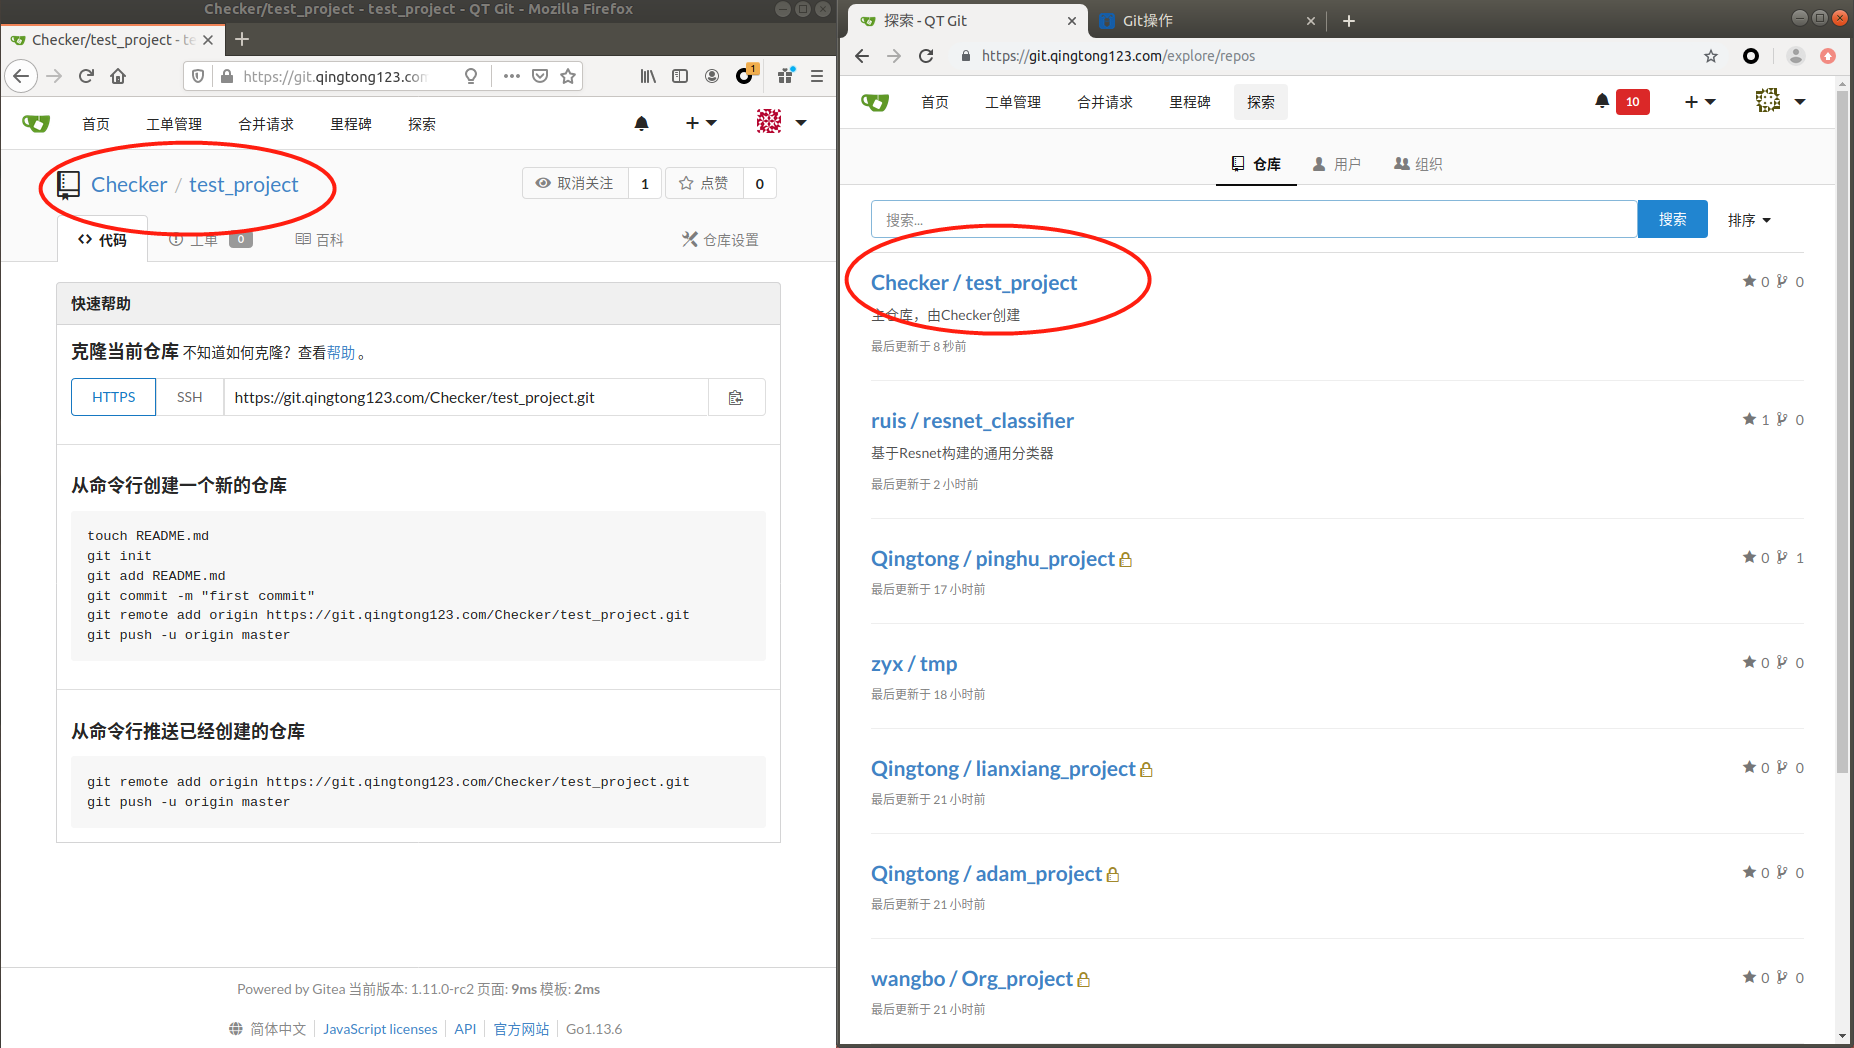 Checker/test_project - test_project - QT Git - Mozilla Firefox
Checker/test_project - te
https://git.qingtong123.con
1
首页 工单管理 合并请求 里程碑 探索
Checker / test_project
取消关注 1 点赞 0
代码 工单 0 百科 仓库设置
快速帮助
克隆当前仓库 不知道如何克隆？查看帮助 。
HTTPS SSH https://git.qingtong123.com/Checker/test_project.git
从命令行创建一个新的仓库
touch README.md
git init
git add README.md
git commit -m "first commit"
git remote add origin https://git.qingtong123.com/Checker/test_project.git
git push -u origin master
从命令行推送已经创建的仓库
git remote add origin https://git.qingtong123.com/Checker/test_project.git
git push -u origin master
Powered by Gitea 当前版本: 1.11.0-rc2 页面: 9ms 模板: 2ms
简体中文 JavaScript licenses API 官方网站 Go1.13.6
探索 - QT Git
Git操作
https://git.qingtong123.com/explore/repos
首页 工单管理 合并请求 里程碑 探索 10
仓库 用户 组织
搜索... 搜索 排序
Checker / test_project 0 0
主仓库，由Checker创建
最后更新于 8 秒前
ruis / resnet_classifier 1 0
基于Resnet构建的通用分类器
最后更新于 2 小时前
Qingtong / pinghu_project 0 1
最后更新于 17 小时前
zyx / tmp 0 0
最后更新于 18 小时前
Qingtong / lianxiang_project 0 0
最后更新于 21 小时前
Qingtong / adam_project 0 0
最后更新于 21 小时前
wangbo / Org_project 0 0
最后更新于 21 小时前